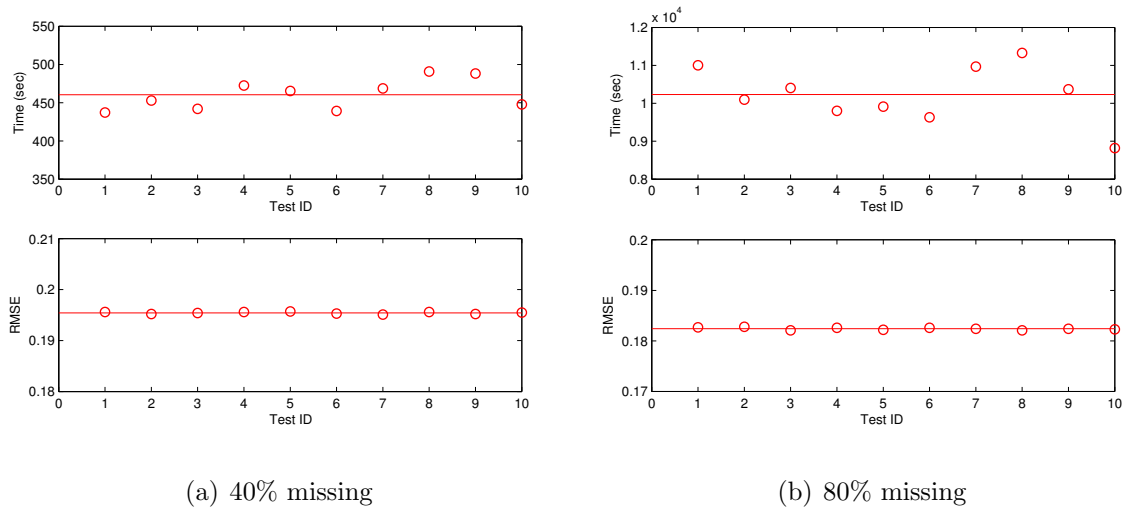 550
500
450
400
350
Time (sec)
0 1 2 3 4 5 6 7 8 9 10
Test ID
0.21
0.2
0.19
0.18
RMSE
0 1 2 3 4 5 6 7 8 9 10
Test ID
(a) 40% missing
x 10^4
1.2
1.1
1
0.9
0.8
Time (sec)
0 1 2 3 4 5 6 7 8 9 10
Test ID
0.2
0.19
0.18
0.17
RMSE
0 1 2 3 4 5 6 7 8 9 10
Test ID
(b) 80% missing